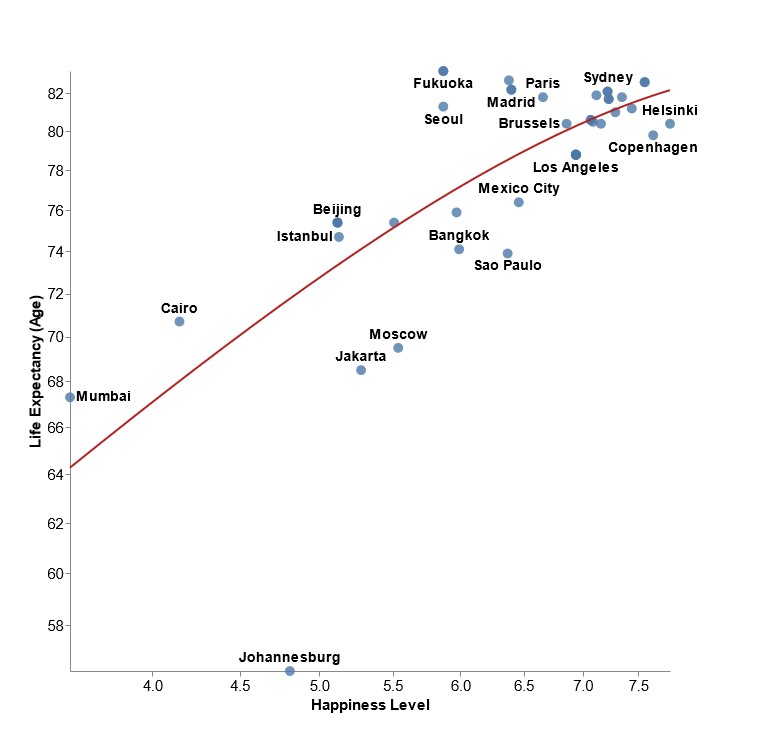 Fukuoka
Paris
Sydney
Madrid
Seoul
Brussels
Helsinki
Copenhagen
Los Angeles
Mexico City
Beijing
Istanbul
Bangkok
Sao Paulo
Cairo
Moscow
Jakarta
Mumbai
Johannesburg
82
80
78
76
74
72
70
68
66
64
62
60
58
Life Expectancy (Age)
4.0 4.5 5.0 5.5 6.0 6.5 7.0 7.5
Happiness Level